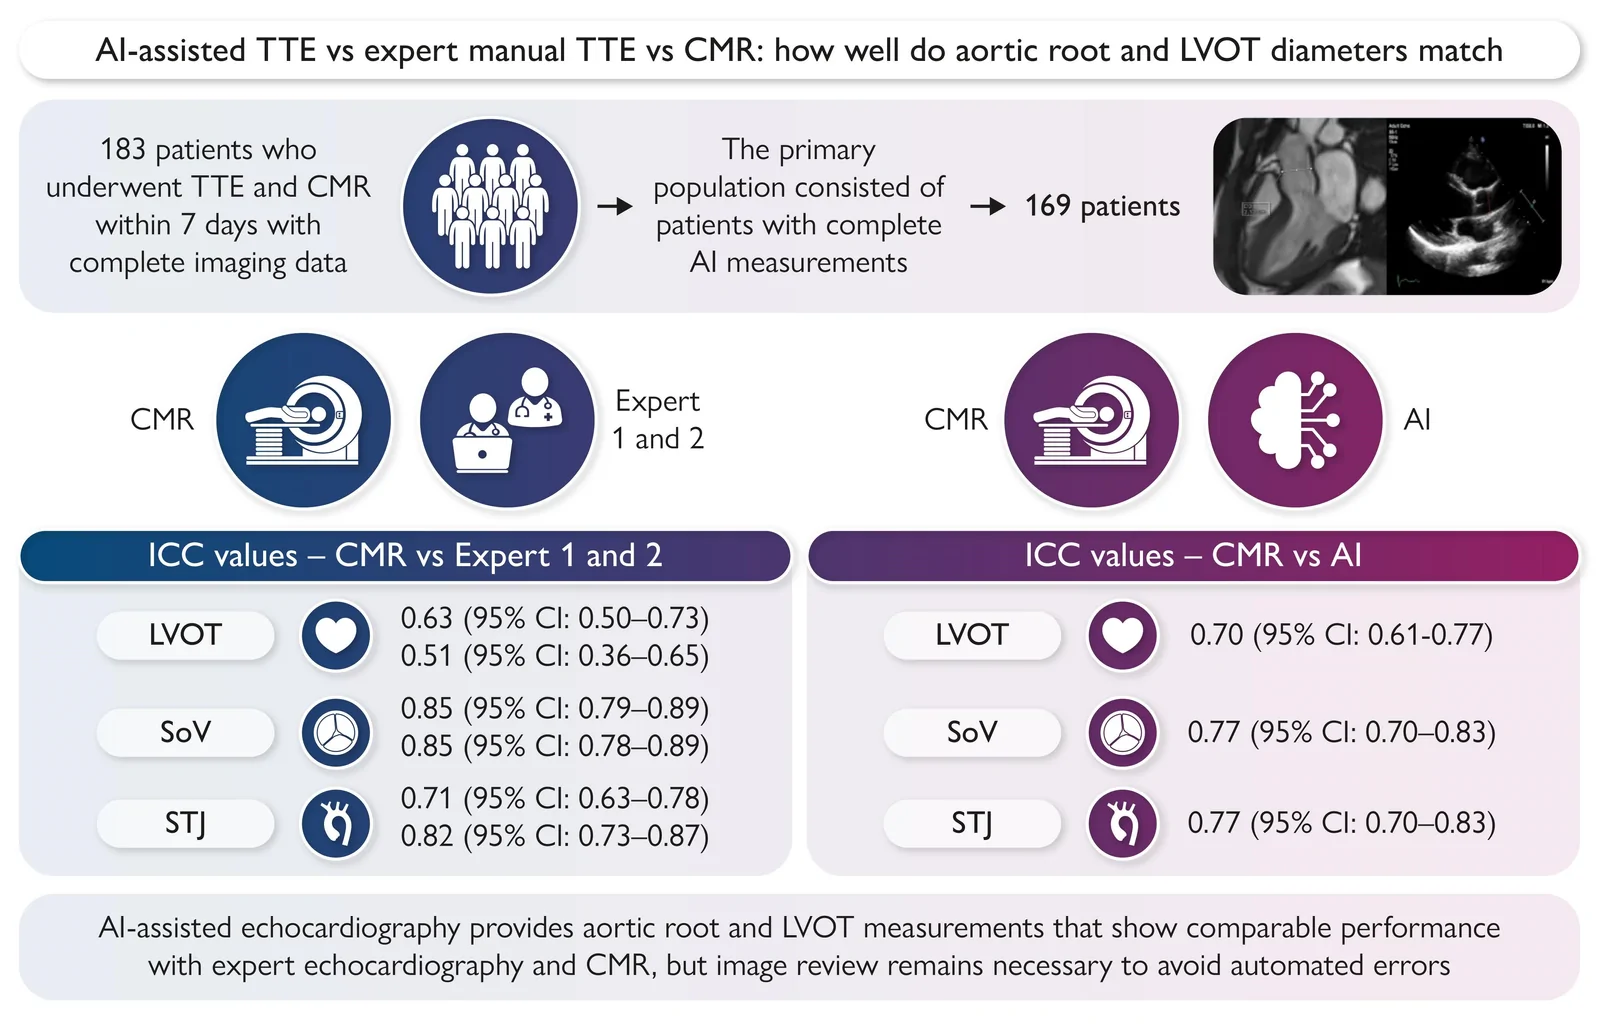 AI-assisted TTE vs expert manual TTE vs CMR: how well do aortic root and LVOT diameters match
183 patients who
underwent TTE and CMR
within 7 days with
complete imaging data
The primary
population consisted of
patients with complete
AI measurements
169 patients
CMR
Expert
1 and 2
CMR
AI
ICC values – CMR vs Expert 1 and 2
LVOT
0.63 (95% CI: 0.50–0.73)
0.51 (95% CI: 0.36–0.65)
SoV
0.85 (95% CI: 0.79–0.89)
0.85 (95% CI: 0.78–0.89)
STJ
0.71 (95% CI: 0.63–0.78)
0.82 (95% CI: 0.73–0.87)
ICC values – CMR vs AI
LVOT
0.70 (95% CI: 0.61-0.77)
SoV
0.77 (95% CI: 0.70–0.83)
STJ
0.77 (95% CI: 0.70–0.83)
AI-assisted echocardiography provides aortic root and LVOT measurements that show comparable performance
with expert echocardiography and CMR, but image review remains necessary to avoid automated errors